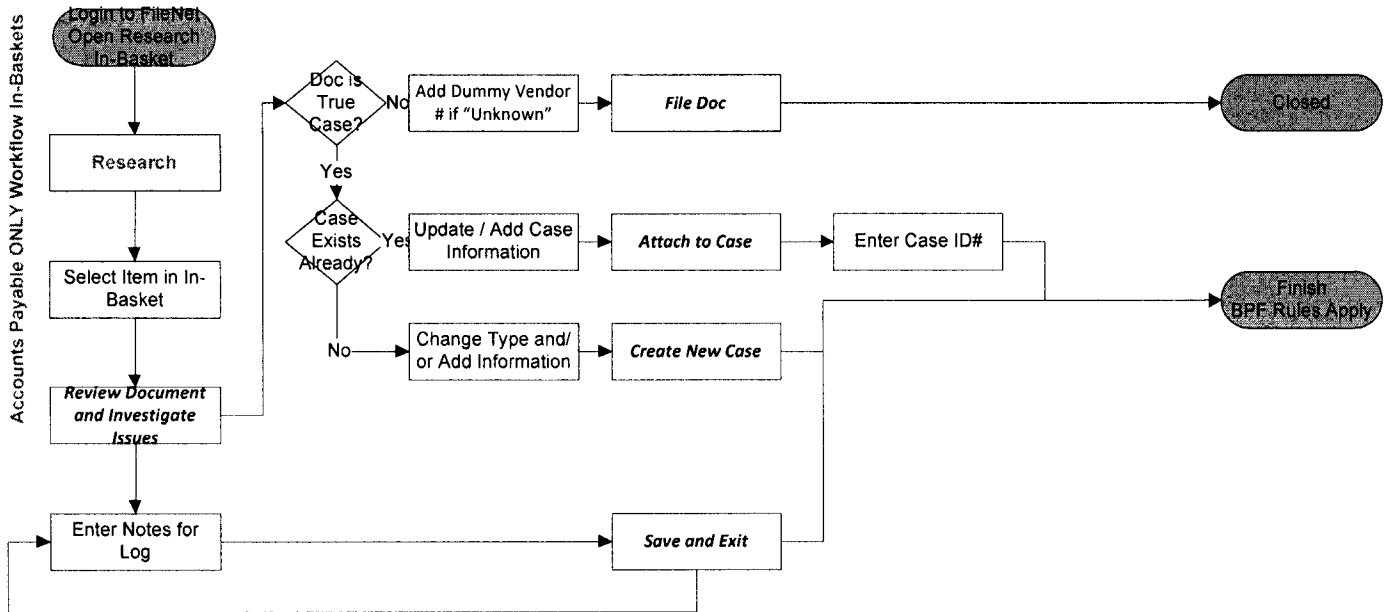 Accounts Payable ONLY Workflow In-Baskets
Login to FileNet
Open Research
In-Basket
Research
Select Item in In-
Basket
Review Document
and Investigate
Issues
Enter Notes for
Log
Doc is
True
Case?
No
Add Dummy Vendor
# if "Unknown"
File Doc
Closed
Yes
Case
Exists
Already?
Yes
Update / Add Case
Information
Attach to Case
Enter Case ID#
Finish
BPF Rules Apply
No
Change Type and/
or Add Information
Create New Case
Save and Exit